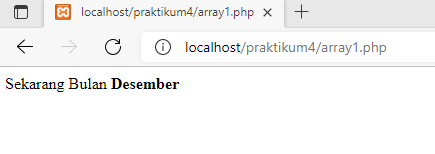 localhost/praktikum4/array1.php
localhost/praktikum4/array1.php
Sekarang Bulan Desember